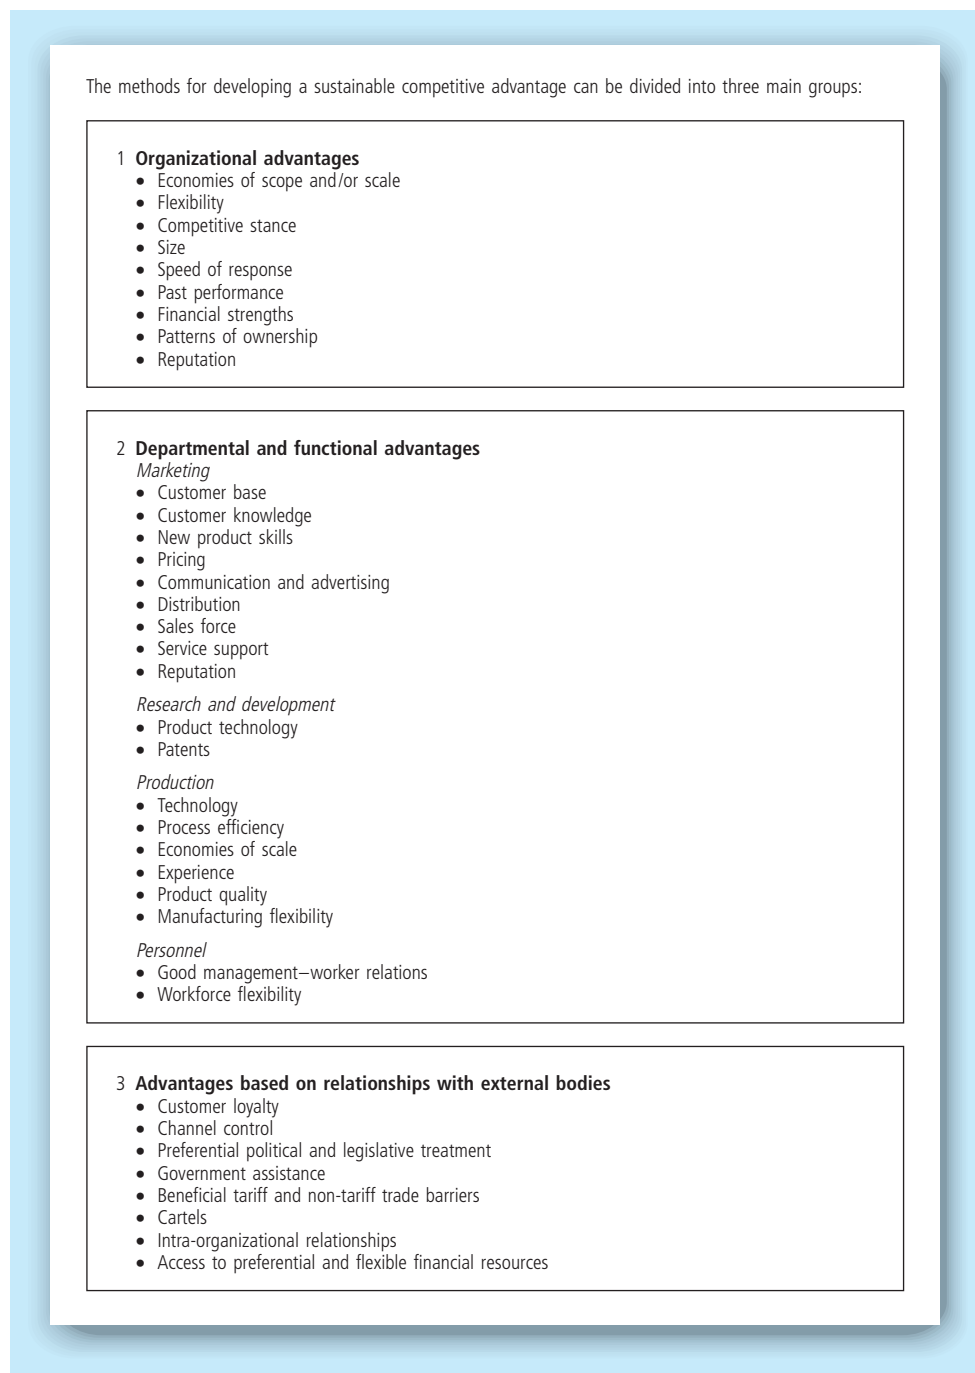 The methods for developing a sustainable competitive advantage can be divided into three main groups:
1 Organizational advantages
• Economies of scope and/or scale
• Flexibility
• Competitive stance
• Size
• Speed of response
• Past performance
• Financial strengths
• Patterns of ownership
• Reputation
2 Departmental and functional advantages
Marketing
• Customer base
• Customer knowledge
• New product skills
• Pricing
• Communication and advertising
• Distribution
• Sales force
• Service support
• Reputation
Research and development
• Product technology
• Patents
Production
• Technology
• Process efficiency
• Economies of scale
• Experience
• Product quality
• Manufacturing flexibility
Personnel
• Good management–worker relations
• Workforce flexibility
3 Advantages based on relationships with external bodies
• Customer loyalty
• Channel control
• Preferential political and legislative treatment
• Government assistance
• Beneficial tariff and non-tariff trade barriers
• Cartels
• Intra-organizational relationships
• Access to preferential and flexible financial resources